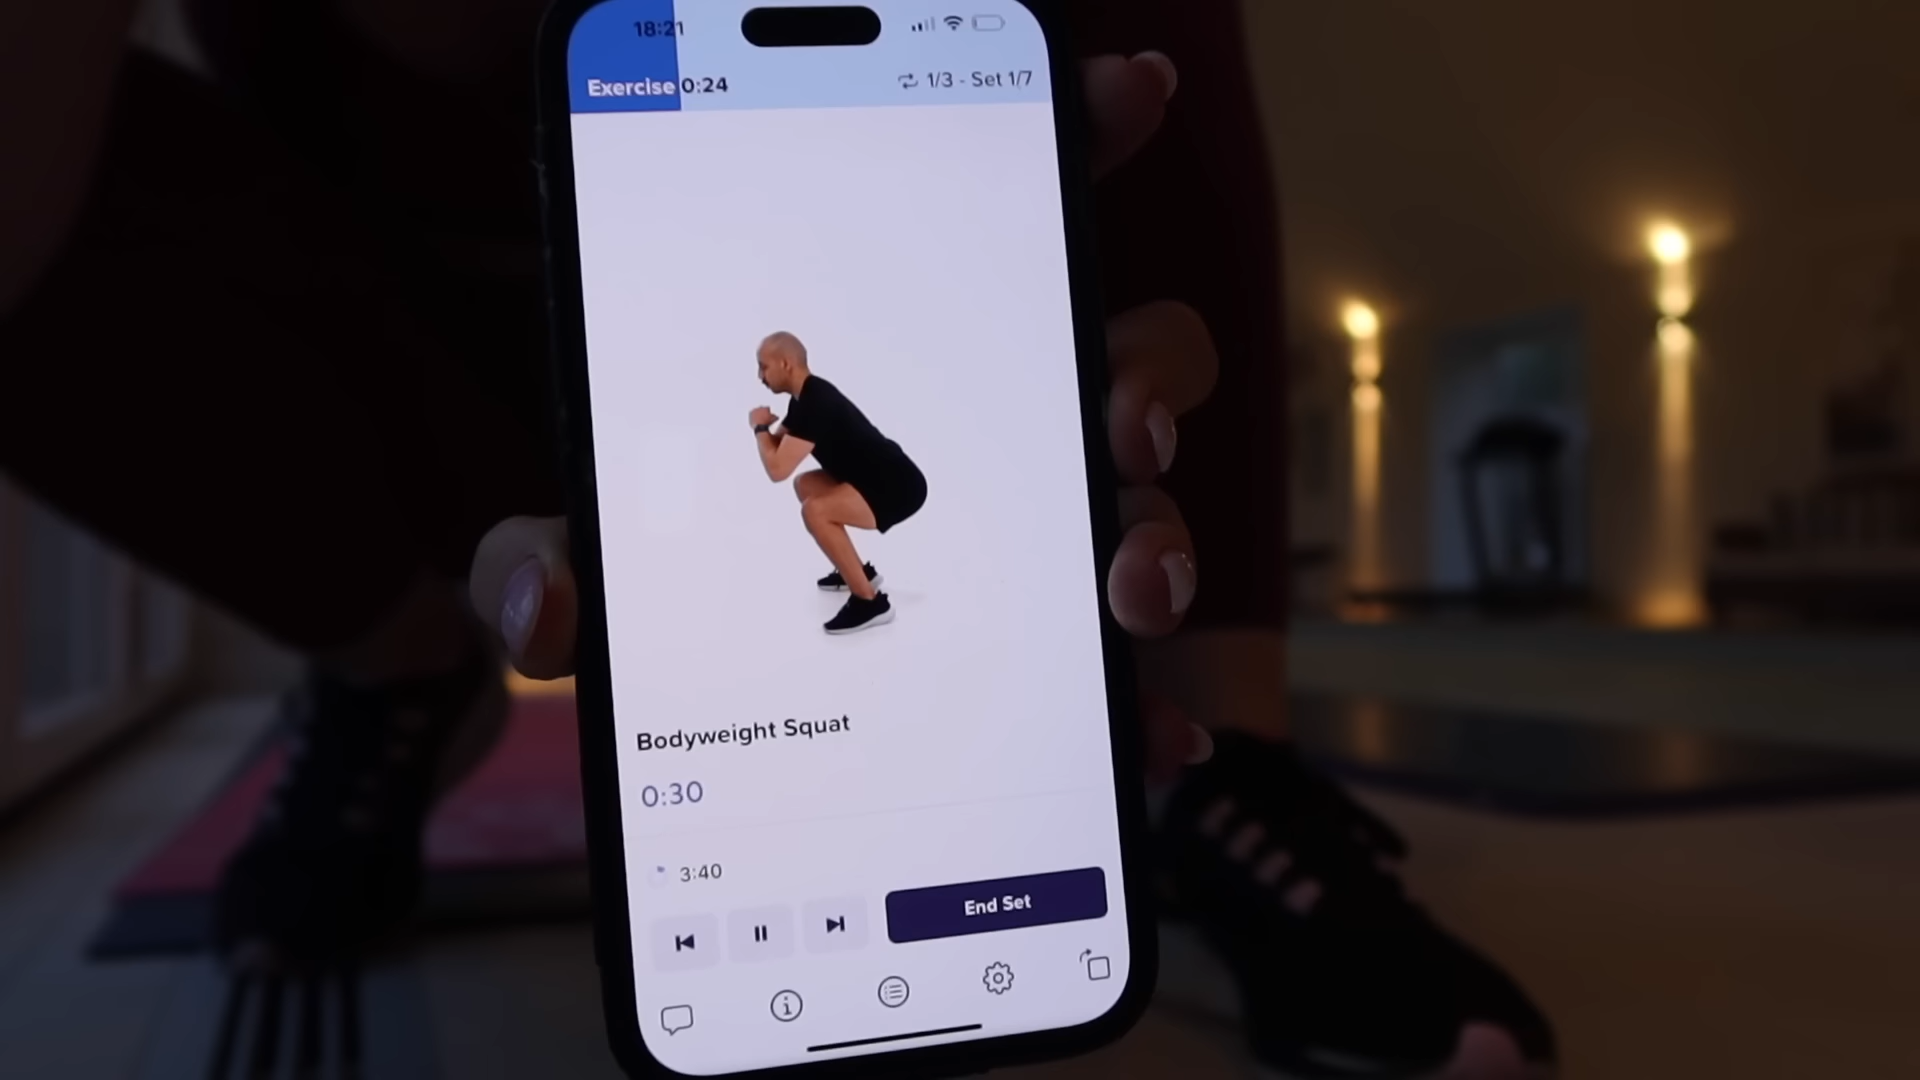 18:21
Exercise 0:24
1/3 - Set 1/7
Bodyweight Squat
0:30
3:40
End Set